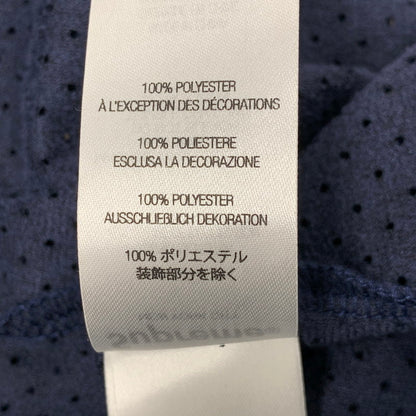 100% POLYESTER
À L'EXCEPTION DES DÉCORATIONS
100% POLIESTERE
ESCLUSA LA DECORAZIONE
100% POLYESTER
AUSSCHLIEßLICH DEKORATION
100% ポリエステル
装飾部分を除く
Supreme